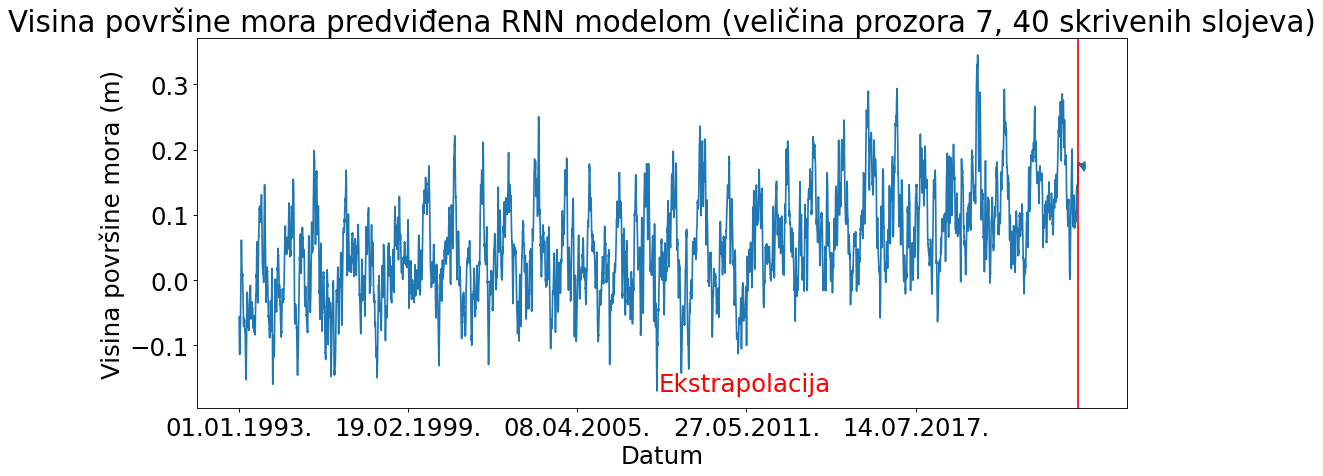 Visina površine mora predviđena RNN modelom (veličina prozora 7, 40 skrivenih slojeva)
Visina površine mora (m)
0.3
0.2
0.1
0.0
−0.1
Ekstrapolacija
01.01.1993. 19.02.1999. 08.04.2005. 27.05.2011. 14.07.2017.
Datum